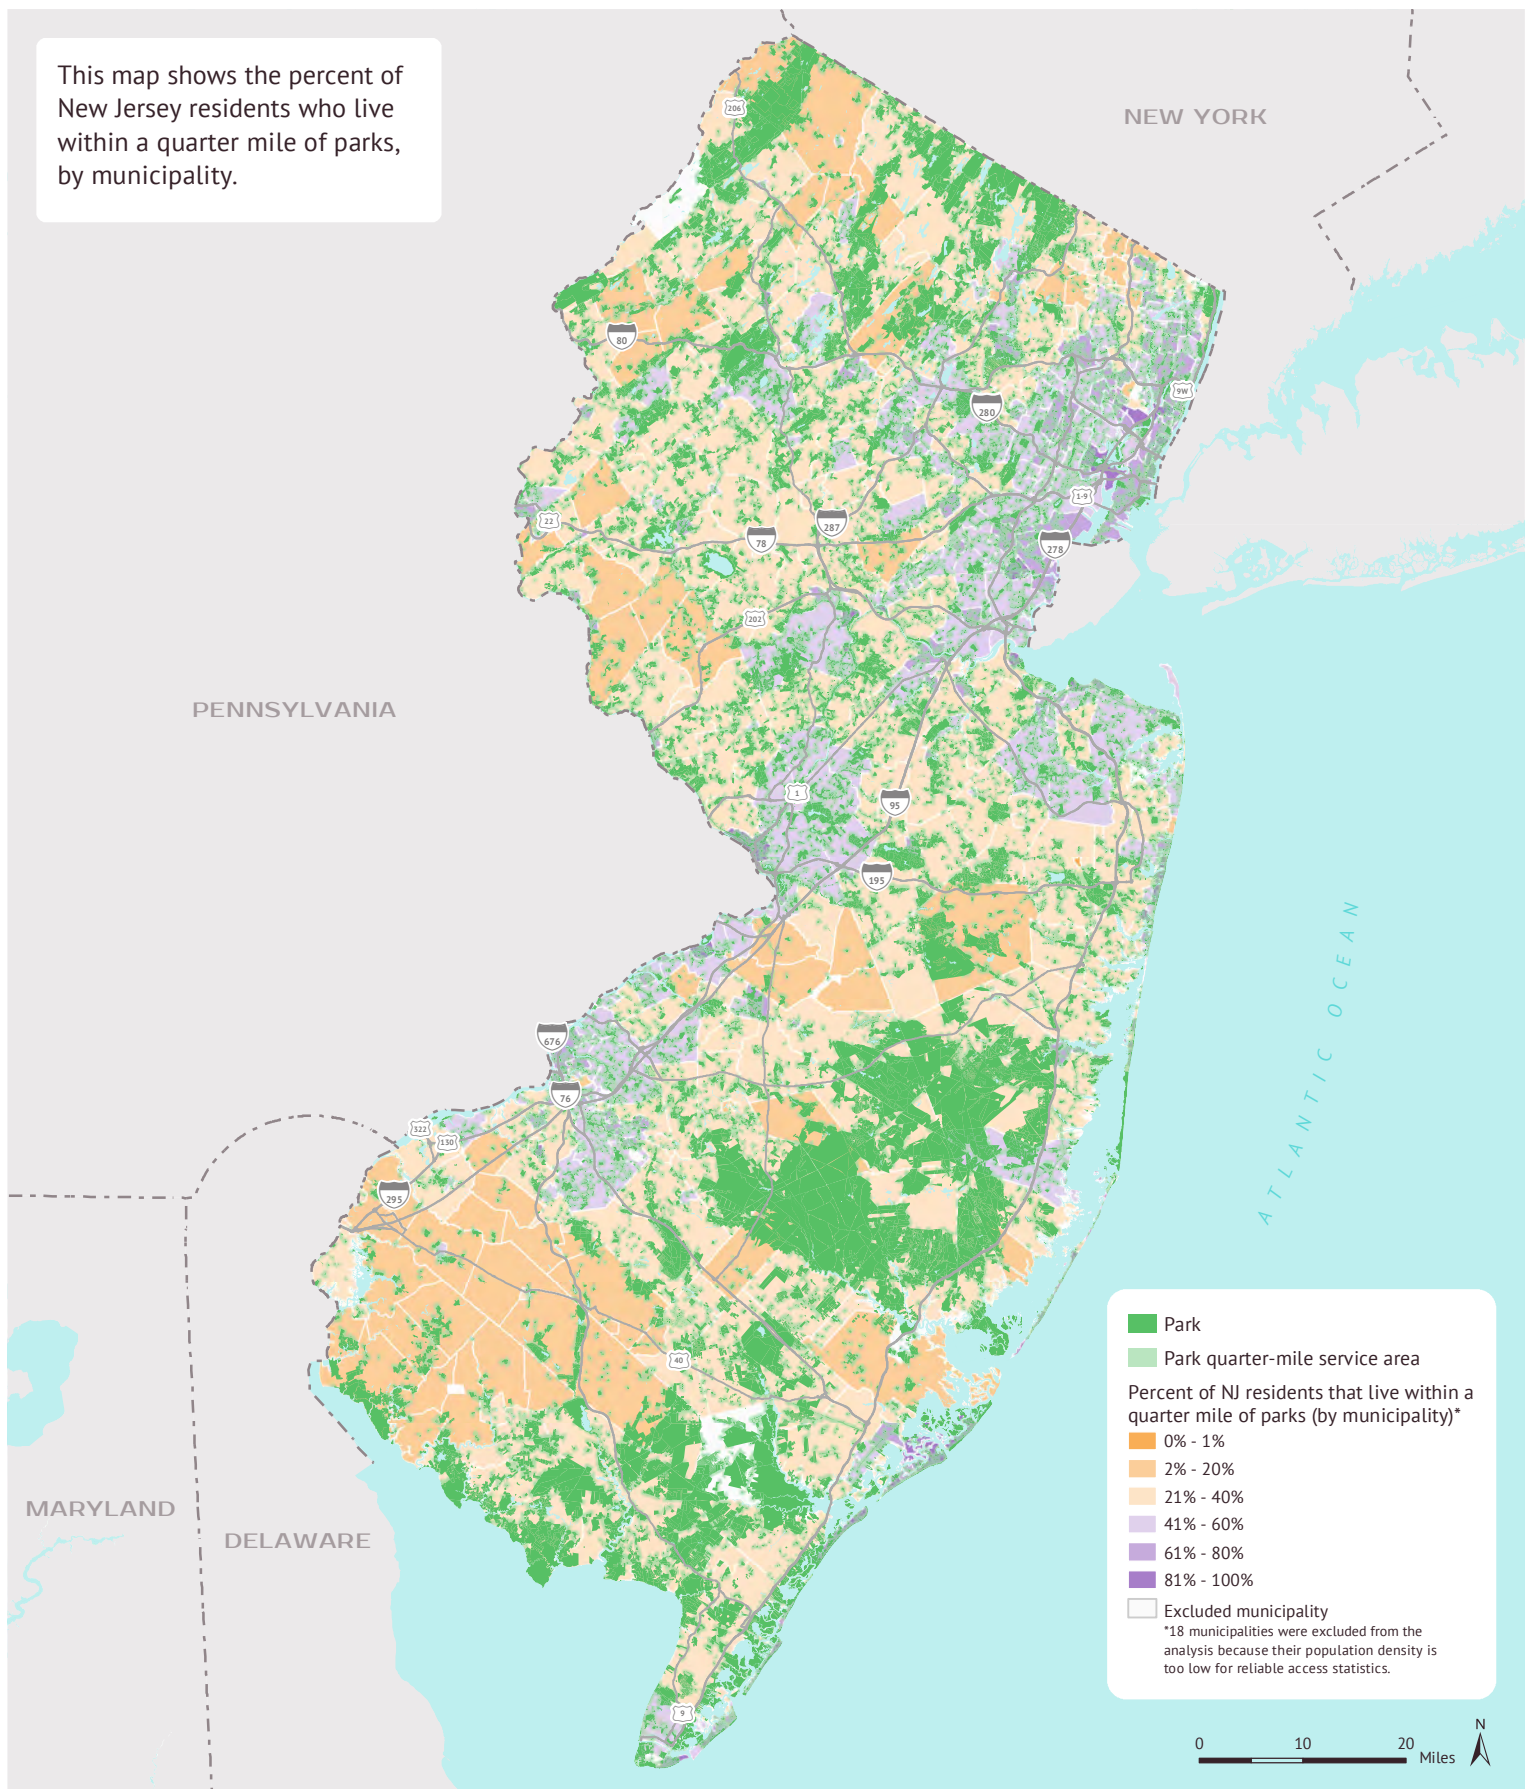 This map shows the percent of
New Jersey residents who live
within a quarter mile of parks,
by municipality.
NEW YORK
206
80
9W
280
1-9
22
287
78
278
202
PENNSYLVANIA
1
95
195
ATLANTIC OCEAN
676
76
322
130
295
40
MARYLAND
DELAWARE
9
Park
Park quarter-mile service area
Percent of NJ residents that live within a
quarter mile of parks (by municipality)*
0% - 1%
2% - 20%
21% - 40%
41% - 60%
61% - 80%
81% - 100%
Excluded municipality
*18 municipalities were excluded from the
analysis because their population density is
too low for reliable access statistics.
N
0 10 20
Miles